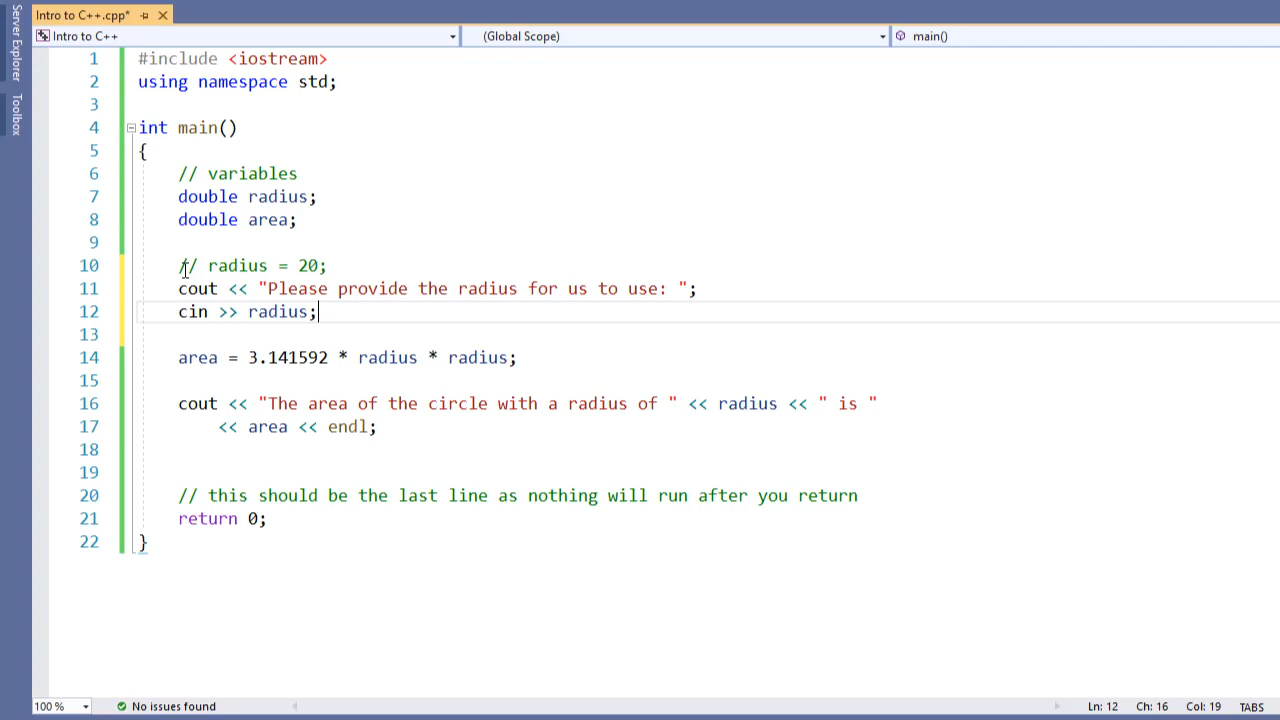 Server Explorer
Toolbox
Intro to C++.cpp*
Intro to C++ (Global Scope) main()
1 #include <iostream>
2 using namespace std;
3
4 int main()
5 {
6 // variables
7 double radius;
8 double area;
9
10 // radius = 20;
11 cout << "Please provide the radius for us to use: ";
12 cin >> radius;
13
14 area = 3.141592 * radius * radius;
15
16 cout << "The area of the circle with a radius of " << radius << " is "
17 << area << endl;
18
19
20 // this should be the last line as nothing will run after you return
21 return 0;
22 }
100 % No issues found Ln: 12 Ch: 16 Col: 19 TABS